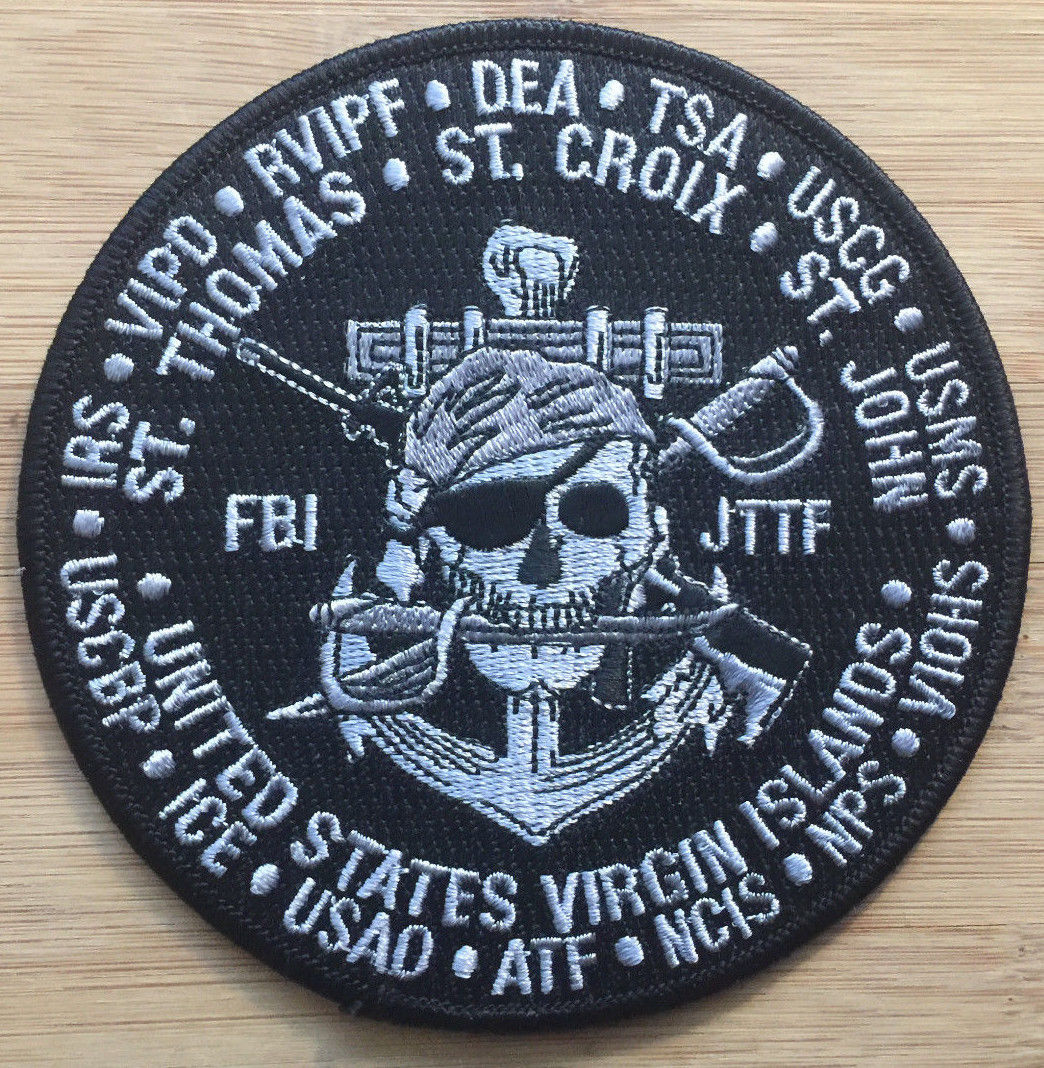 IRS • VIPD • RVIPF • DEA • TSA • USCG • USMS • VIOHS
ST. THOMAS • ST. CROIX • ST. JOHN
FBI JTTF
• UNITED STATES VIRGIN ISLANDS •
• USCBP • ICE • USAO • ATF • NCIS • NPS •